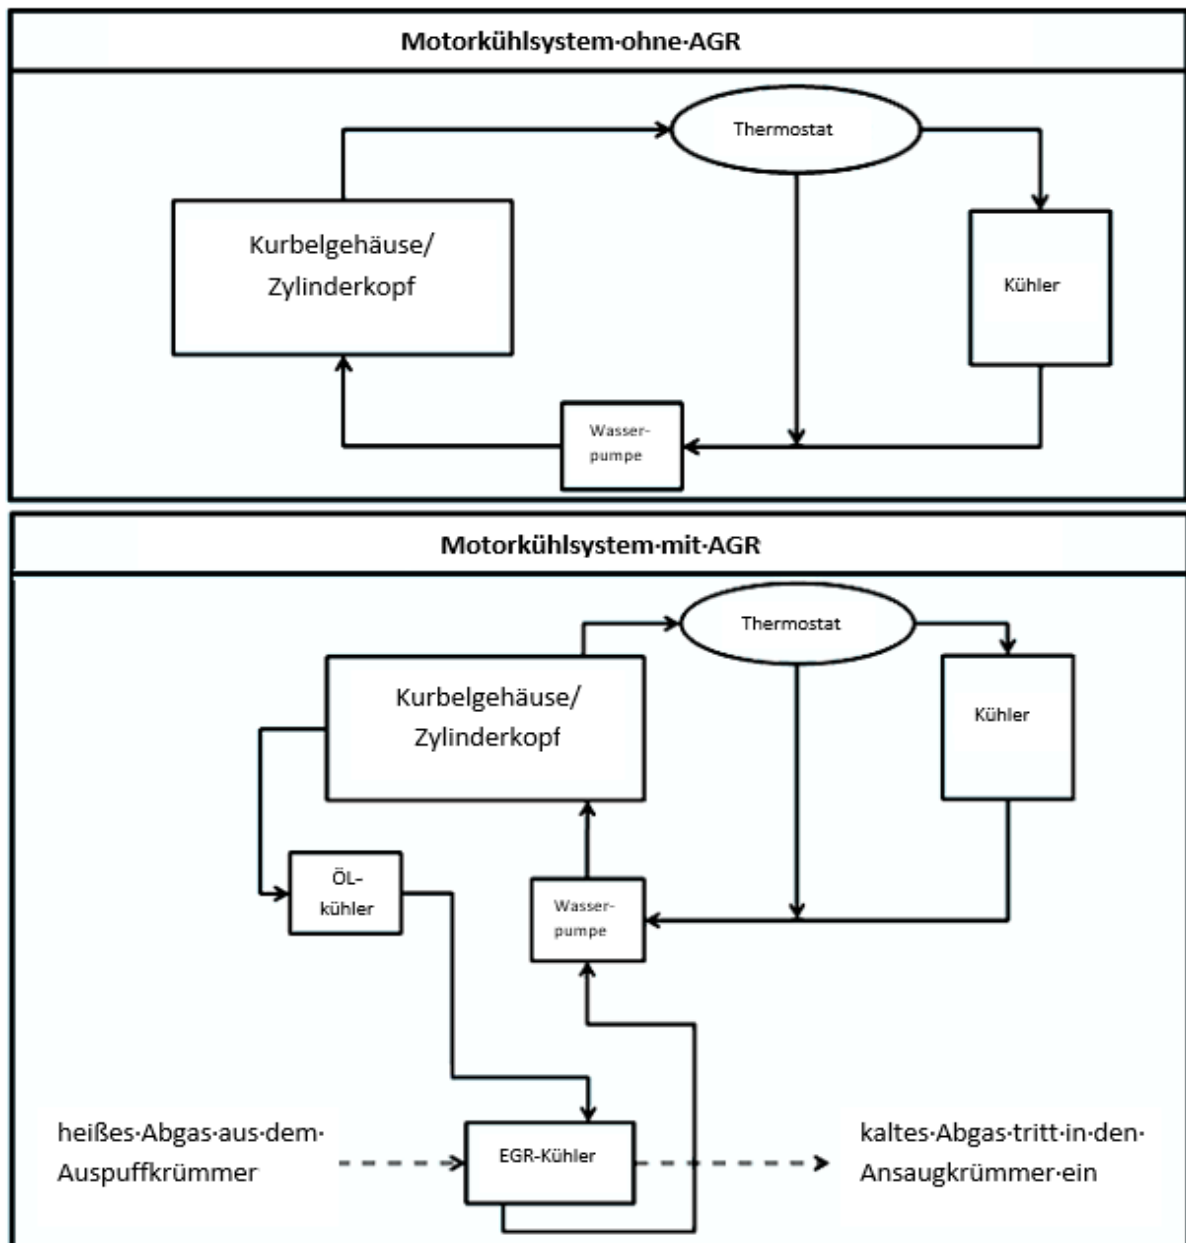 Motorkühlsystem·ohne·AGR
Thermostat
Kurbelgehäuse/
Zylinderkopf
Kühler
Wasser-
pumpe
Motorkühlsystem·mit·AGR
Thermostat
Kurbelgehäuse/
Zylinderkopf
Kühler
ÖL-
kühler
Wasser-
pumpe
heißes·Abgas·aus·dem·
Auspuffkrümmer
EGR-Kühler
kaltes·Abgas·tritt·in·den·
Ansaugkrümmer·ein